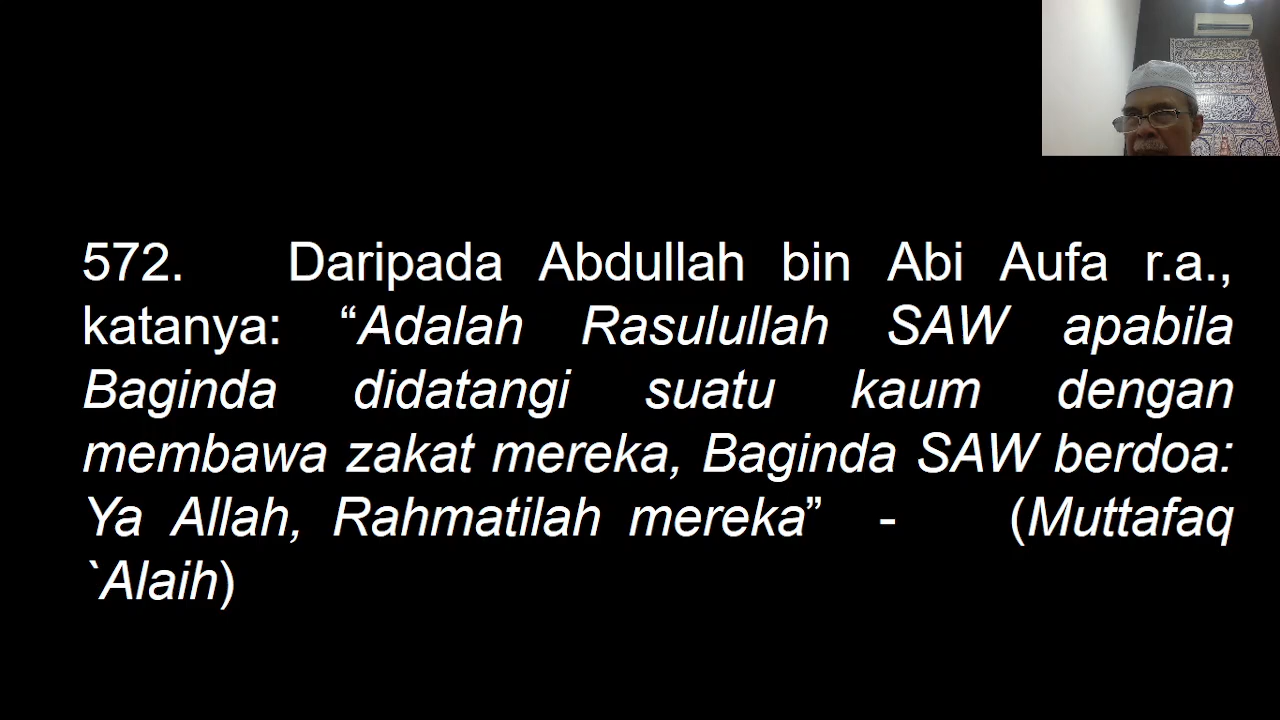 572. Daripada Abdullah bin Abi Aufa r.a.,
katanya: “Adalah Rasulullah SAW apabila
Baginda didatangi suatu kaum dengan
membawa zakat mereka, Baginda SAW berdoa:
Ya Allah, Rahmatilah mereka” - (Muttafaq
`Alaih)